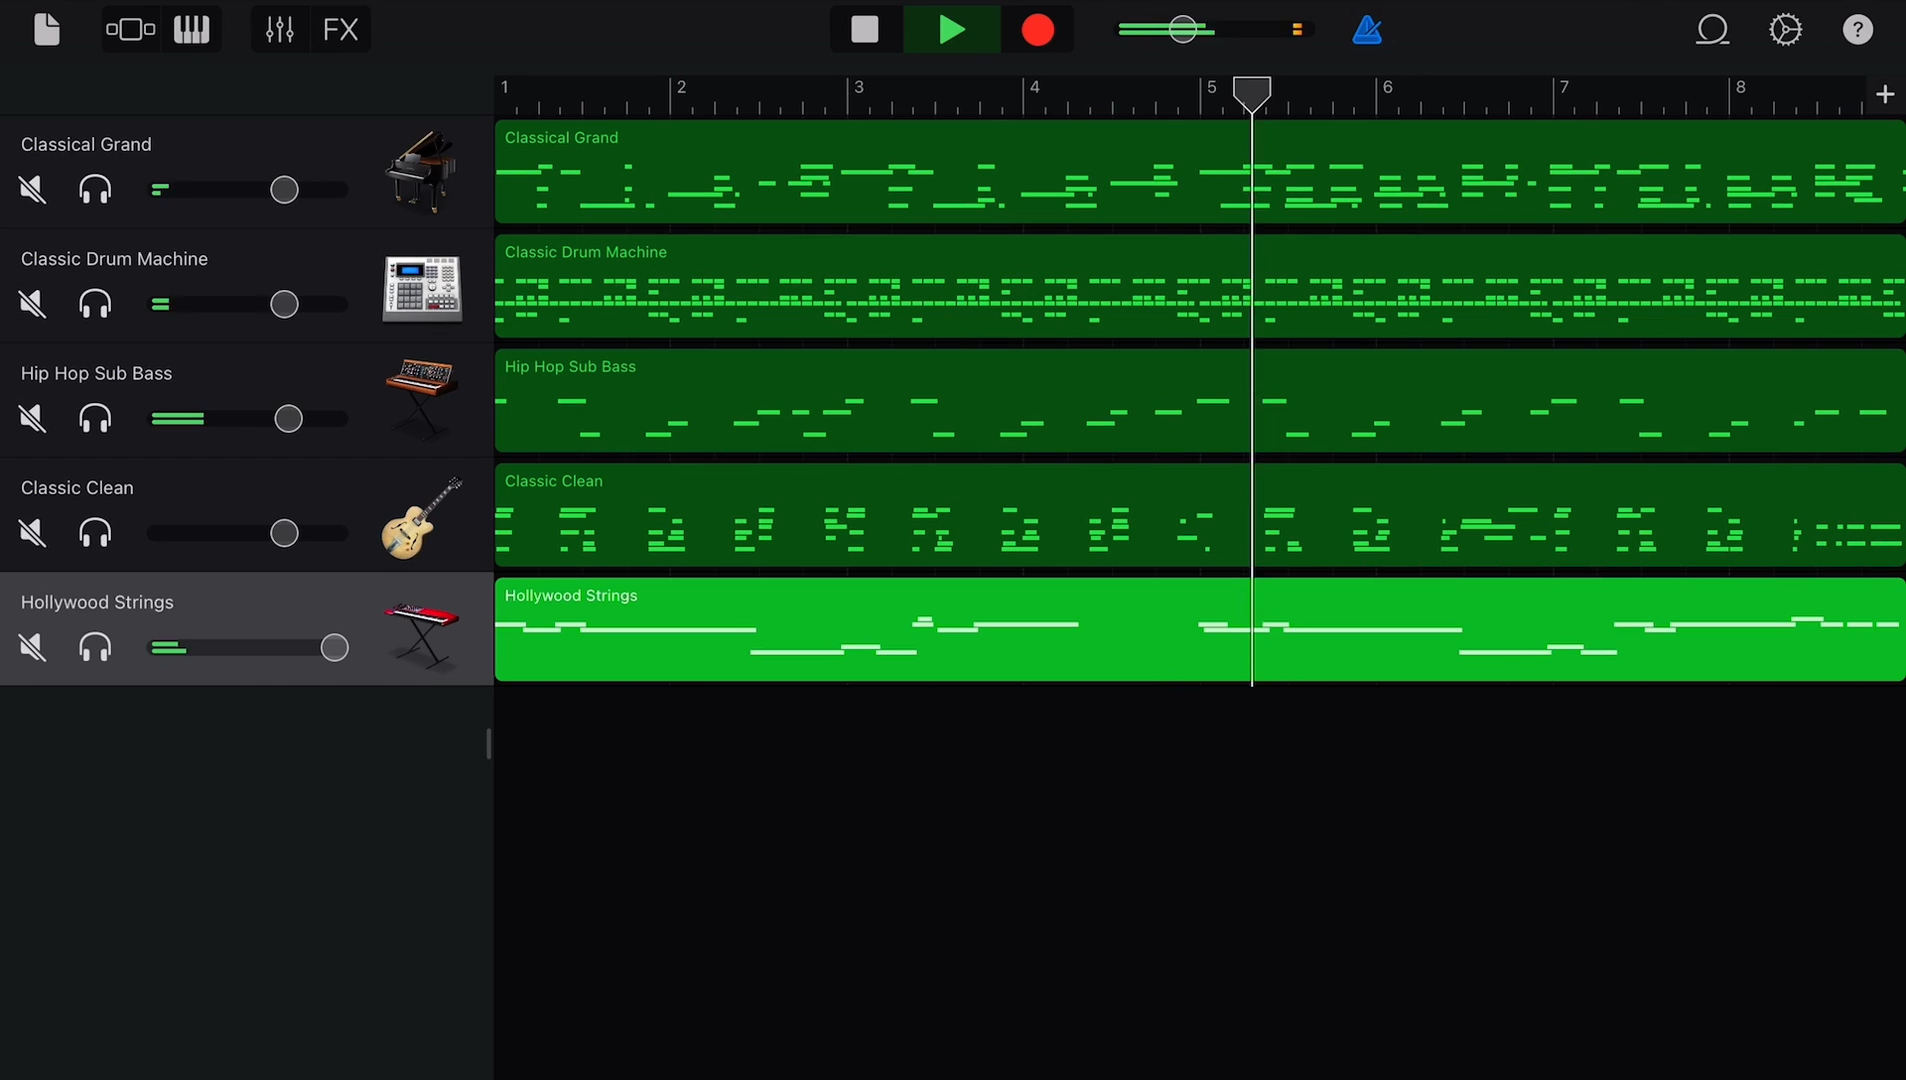 FX
?
1 2 3 4 5 6 7 8 +
Classical Grand
Classical Grand
Classic Drum Machine
Classic Drum Machine
Hip Hop Sub Bass
Hip Hop Sub Bass
Classic Clean
Classic Clean
Hollywood Strings
Hollywood Strings